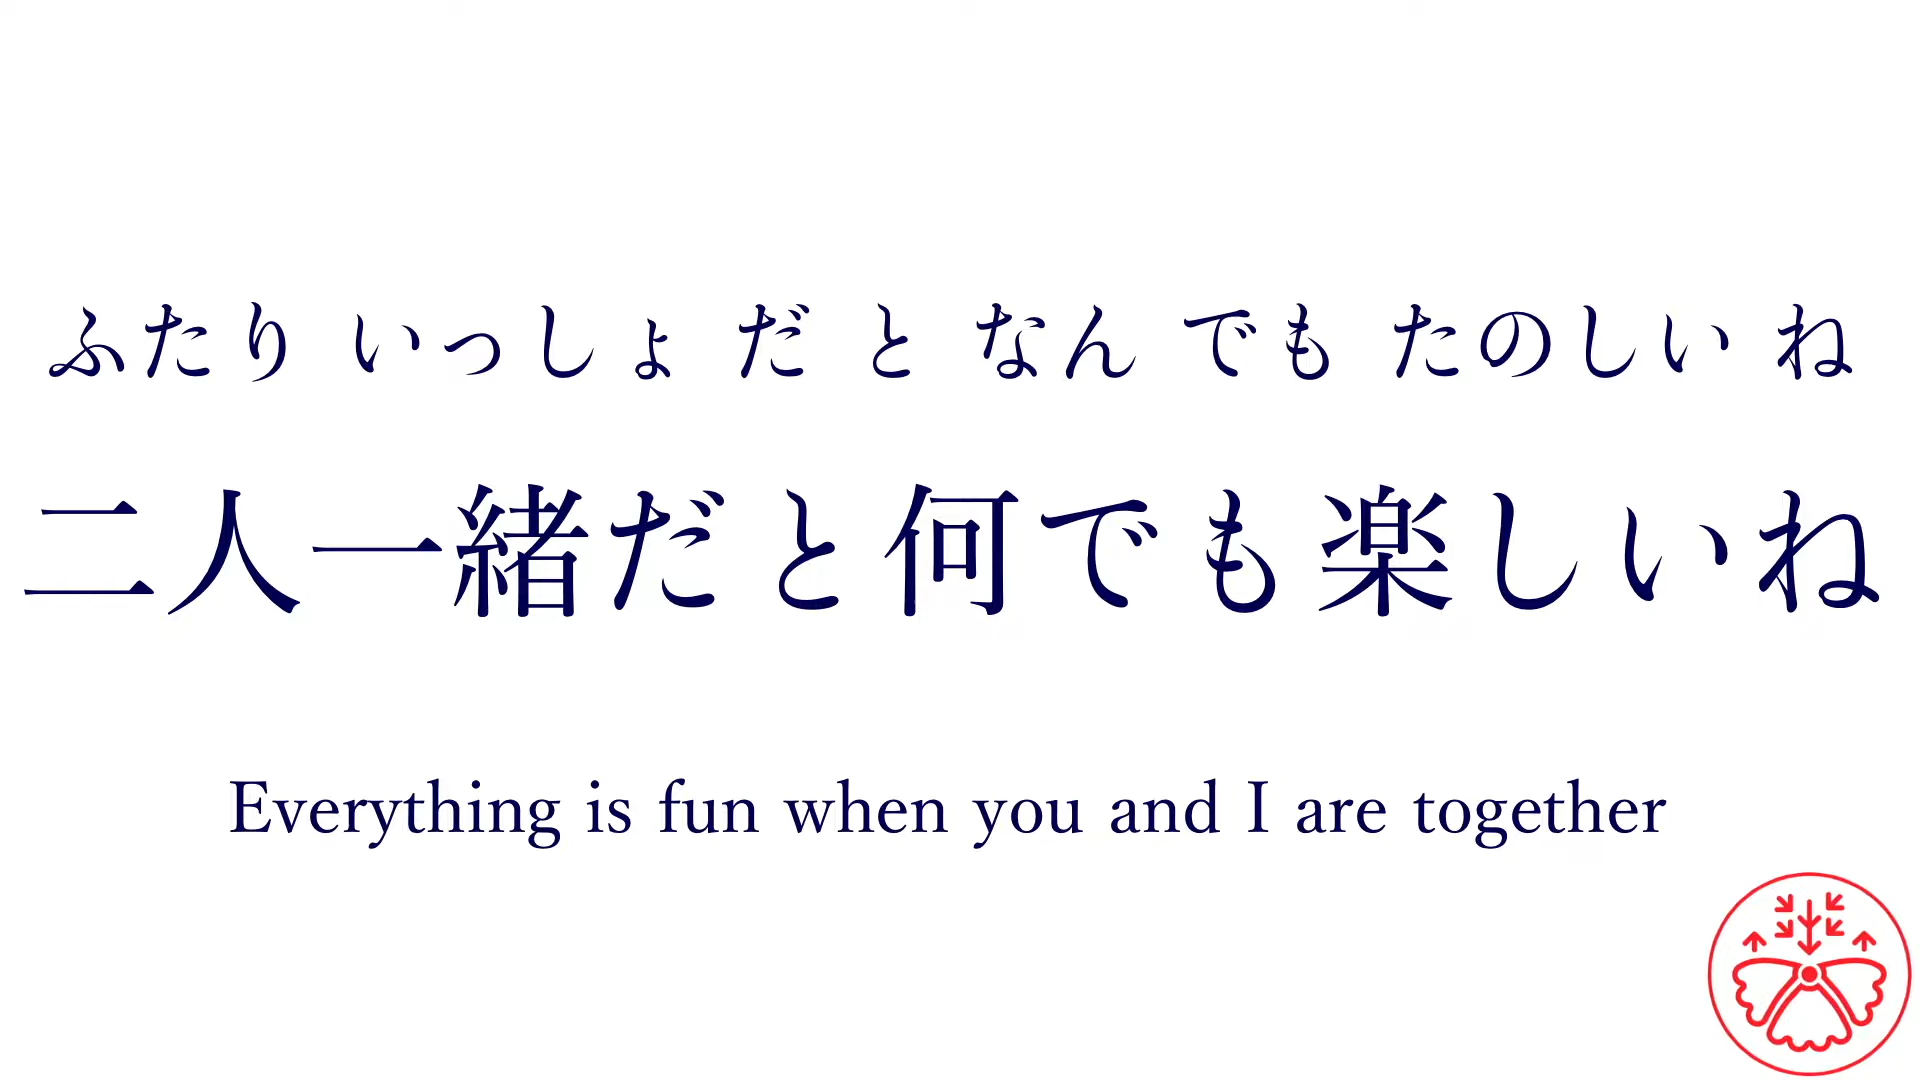 ふたり いっしょ だ と なん でも たのしい ね
二人一緒だと何でも楽しいね
Everything is fun when you and I are together